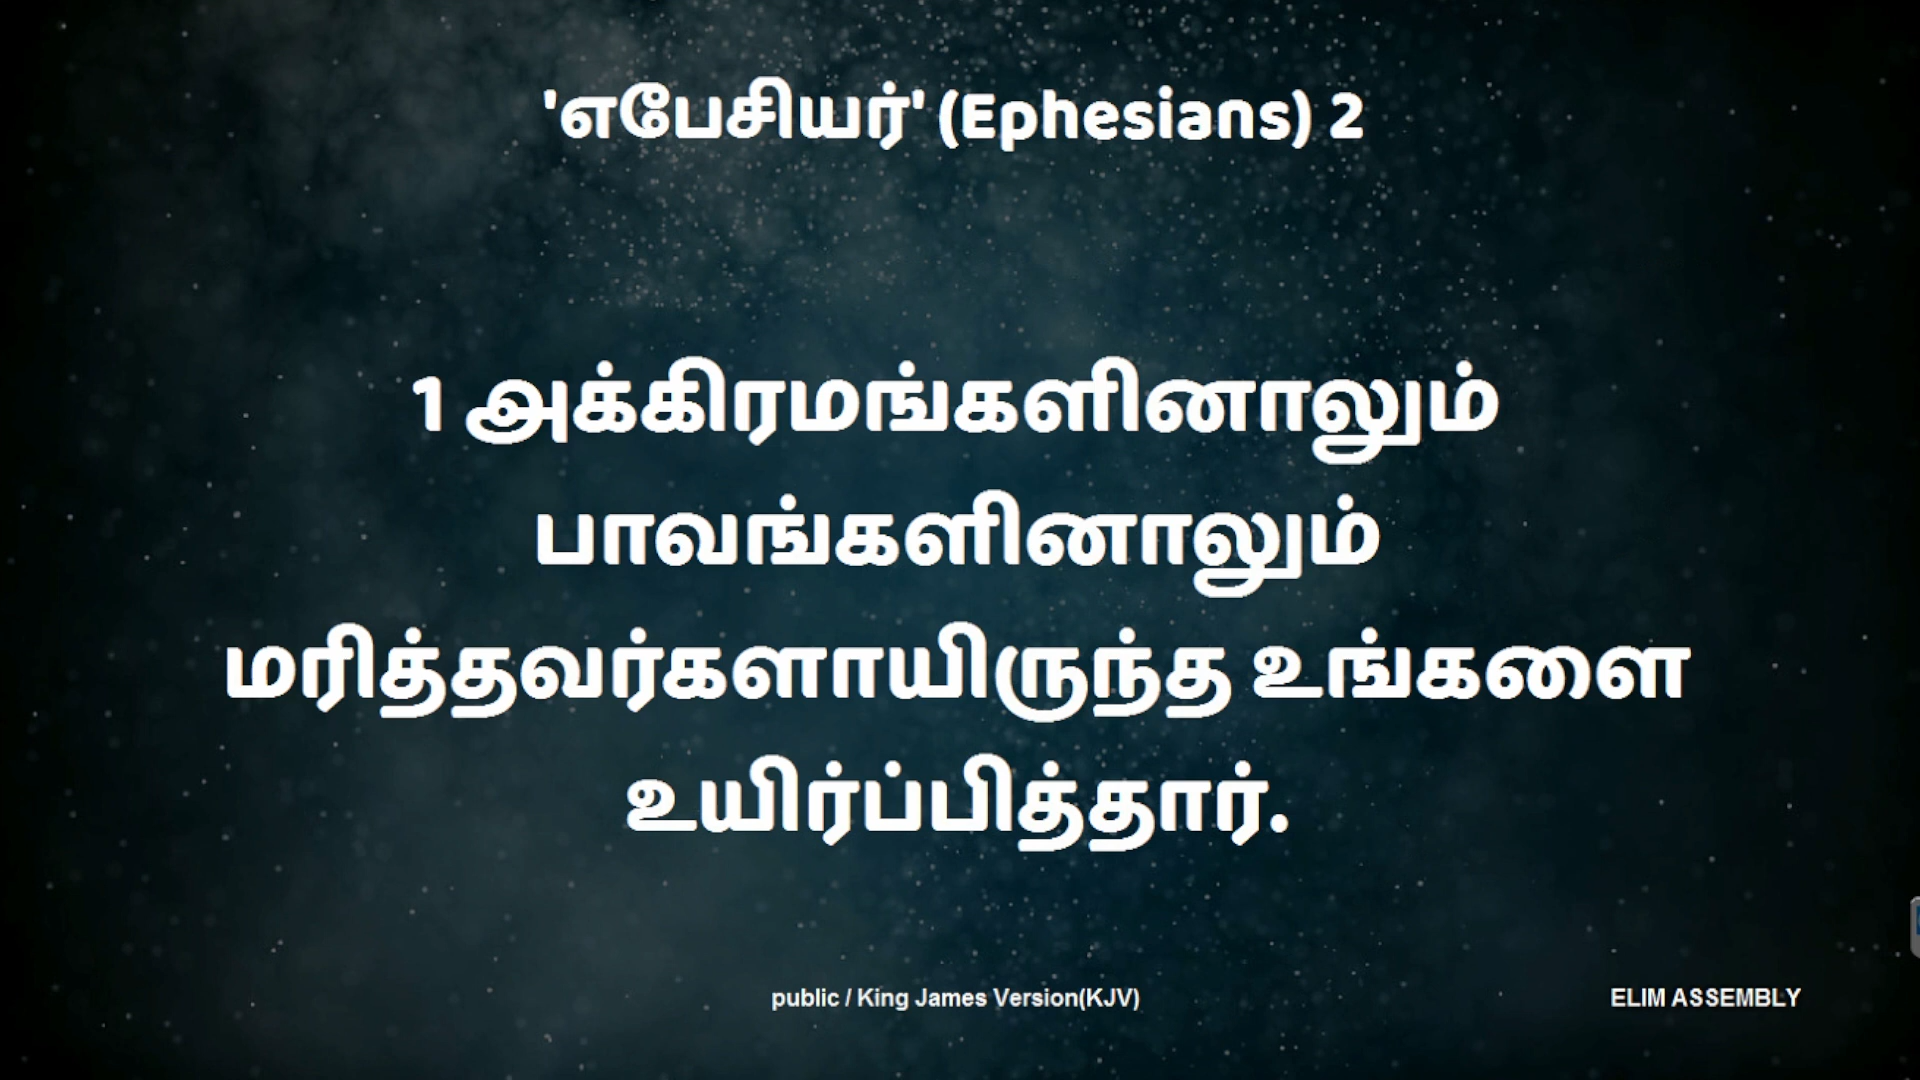 'எபேசியர்' (Ephesians) 2
1 அக்கிரமங்களினாலும்
பாவங்களினாலும்
மரித்தவர்களாயிருந்த உங்களை
உயிர்ப்பித்தார்.
public / King James Version(KJV)
ELIM ASSEMBLY